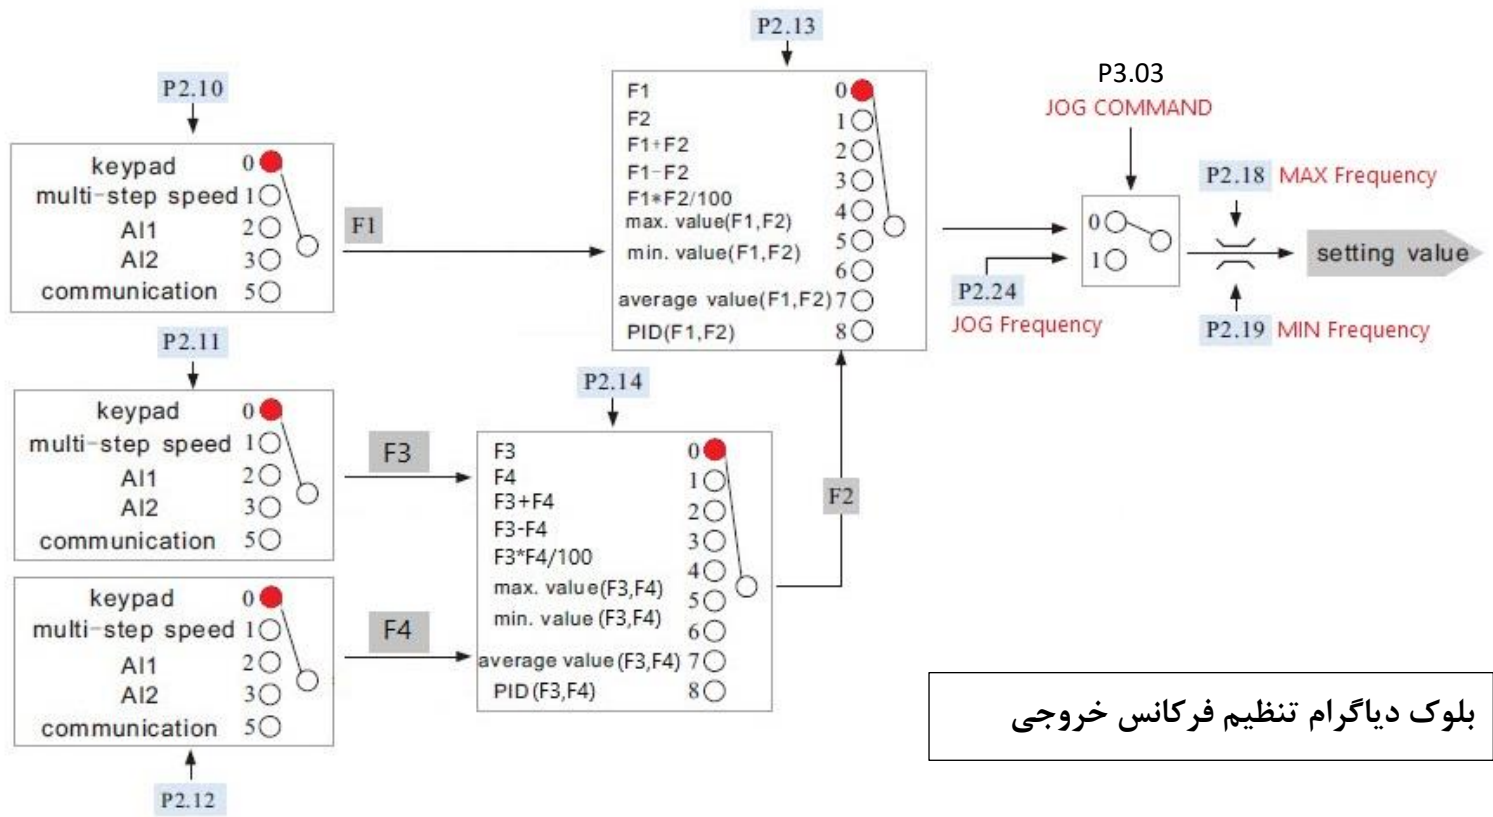 P2.13
P3.03
JOG COMMAND
P2.10
keypad 0
multi-step speed 1
AI1 2
AI2 3
communication 5
F1
F1 0
F2 1
F1+F2 2
F1-F2 3
F1*F2/100 4
max. value(F1,F2) 5
min. value(F1,F2) 6
average value(F1,F2) 7
PID(F1,F2) 8
0
1
P2.18 MAX Frequency
setting value
P2.24
JOG Frequency
P2.19 MIN Frequency
P2.11
keypad 0
multi-step speed 1
AI1 2
AI2 3
communication 5
F3
P2.14
F3 0
F4 1
F3+F4 2
F3-F4 3
F3*F4/100 4
max. value(F3,F4) 5
min. value (F3,F4) 6
average value(F3,F4) 7
PID(F3,F4) 8
F2
keypad 0
multi-step speed 1
AI1 2
AI2 3
communication 5
F4
P2.12
بلوک دیاگرام تنظیم فرکانس خروجی